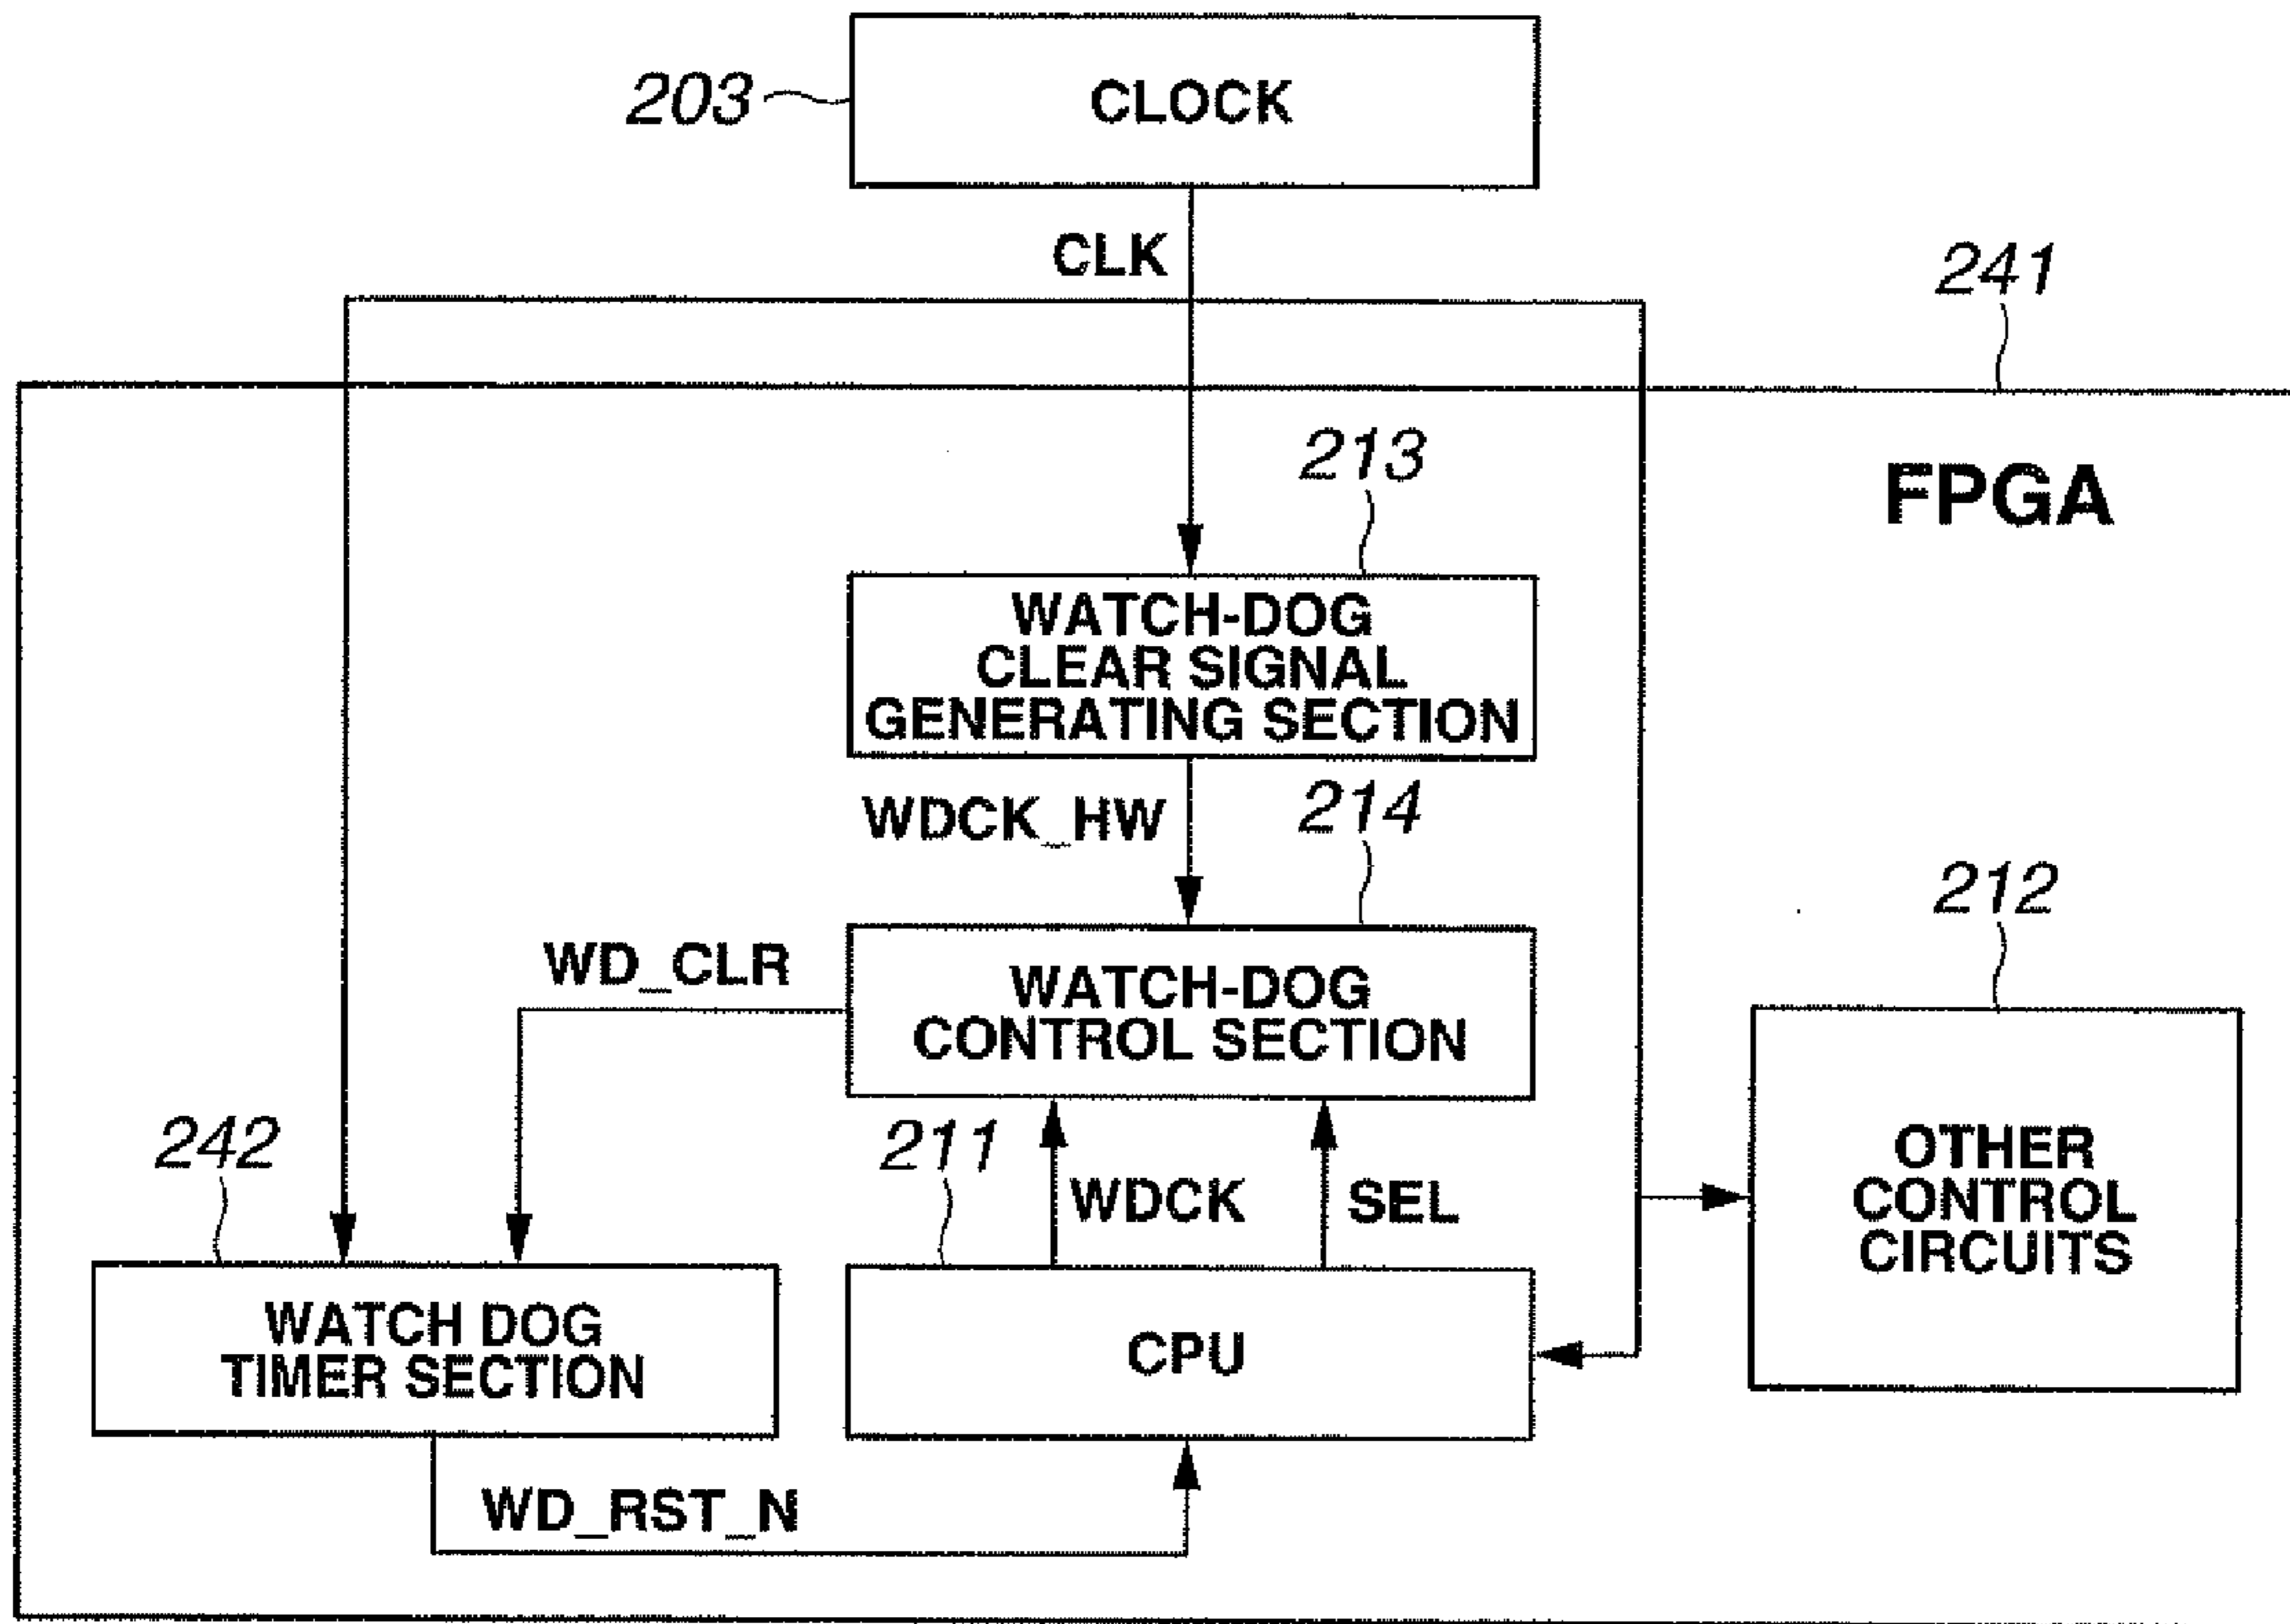 203
CLOCK
CLK
241
213
FPGA
WATCH-DOG
CLEAR SIGNAL
GENERATING SECTION
WDCK_HW
214
212
WD_CLR
WATCH-DOG
CONTROL SECTION
242
211
WDCK
SEL
OTHER
CONTROL
CIRCUITS
WATCH DOG
TIMER SECTION
CPU
WD_RST_N